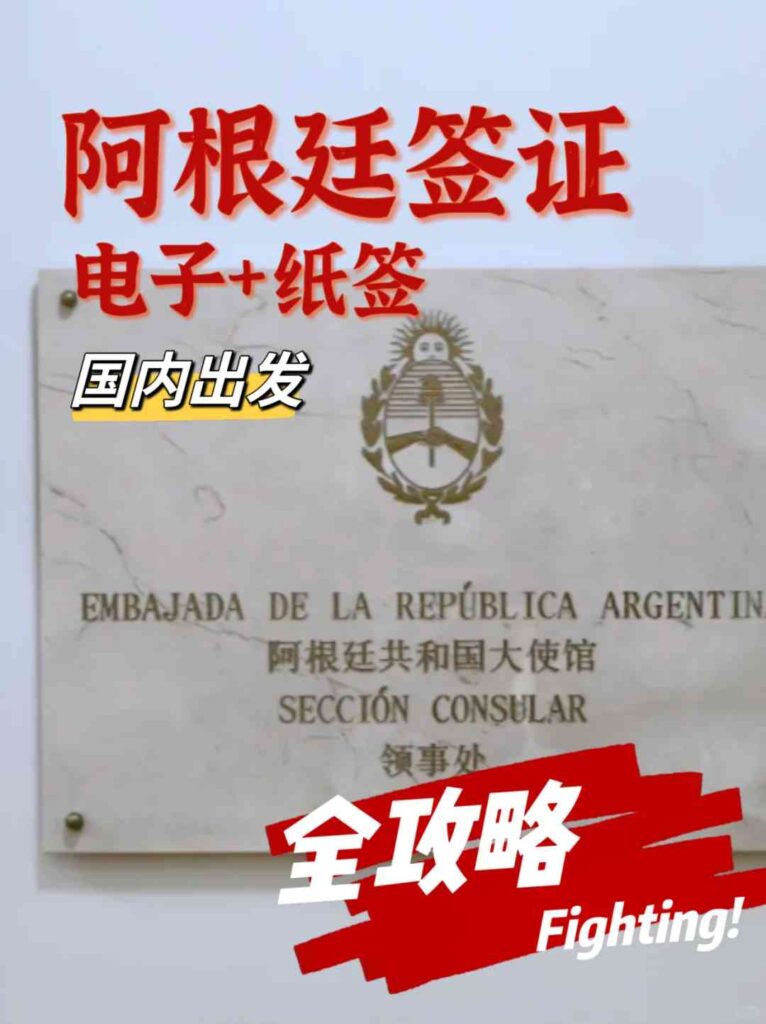 阿根廷签证
电子+纸签
国内出发
EMBAJADA DE LA REPÚBLICA ARGENTIN
阿根廷共和国大使馆
SECCIÓN CONSULAR
领事处
全攻略
Fighting!